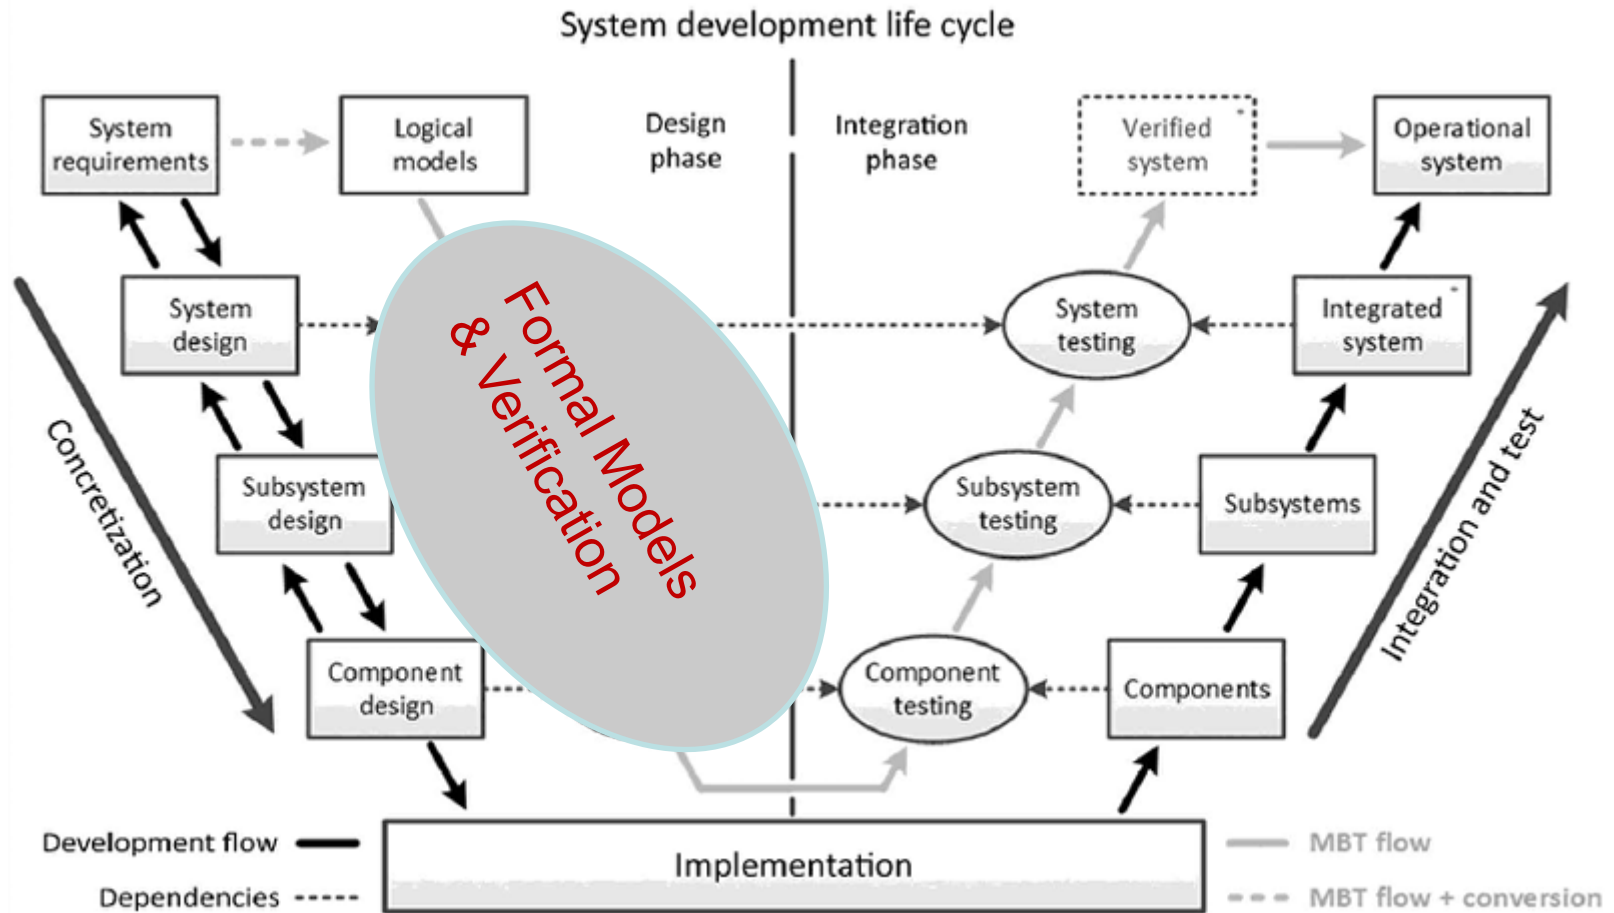 System development life cycle
System
requirements
Logical
models
Design
phase
Integration
phase
Verified
system
Operational
system
System
design
Formal Models
& Verification
System
testing
Integrated
system
Concretization
Subsystem
design
Subsystem
testing
Subsystems
Integration and test
Component
design
Component
testing
Components
Development flow
Implementation
MBT flow
Dependencies
MBT flow + conversion